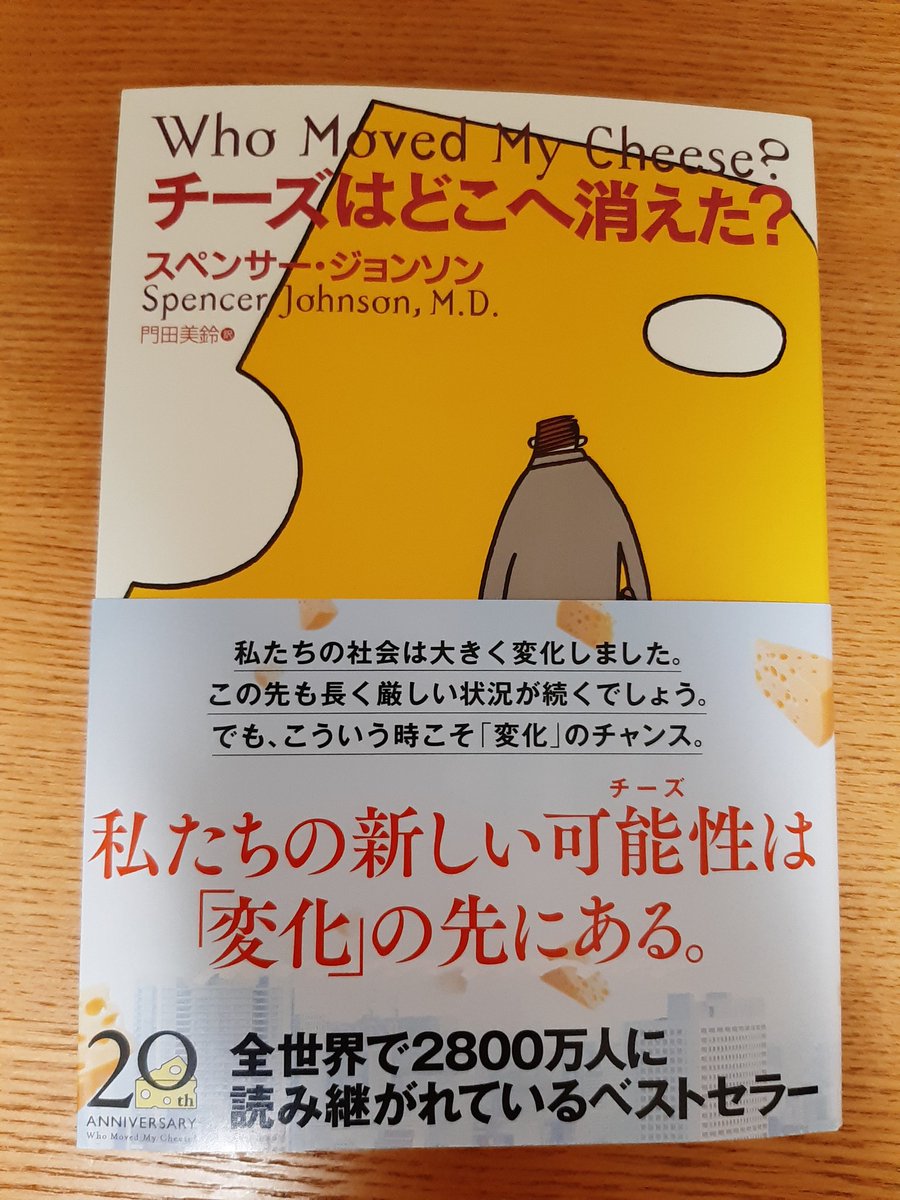 Who Moved My Cheese?
チーズはどこへ消えた?
スペンサー・ジョンソン
Spencer Johnson, M.D.
門田美鈴 訳
私たちの社会は大きく変化しました。
この先も長く厳しい状況が続くでしょう。
でも、こういう時こそ「変化」のチャンス。
チーズ
私たちの新しい可能性は
「変化」の先にある。
20th
ANNIVERSARY
Who Moved My Cheese?
全世界で2800万人に
読み継がれているベストセラー